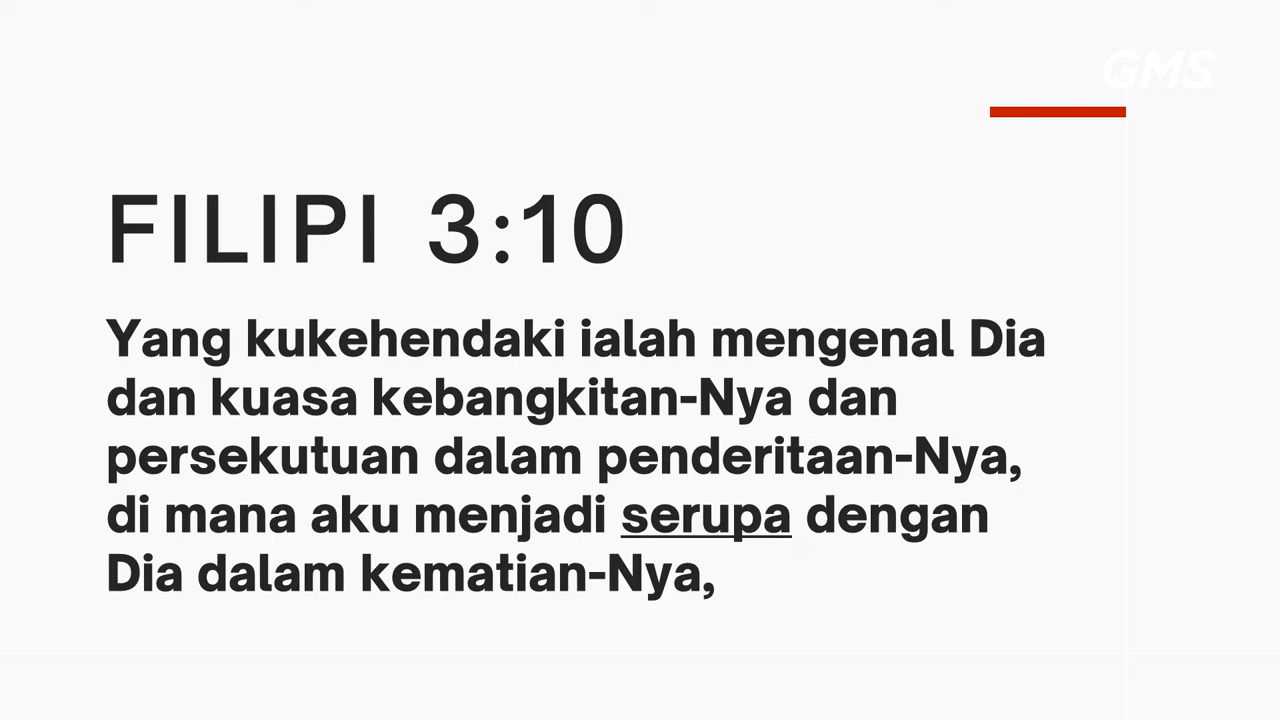 GMS
FILIPI 3:10
Yang kukehendaki ialah mengenal Dia
dan kuasa kebangkitan-Nya dan
persekutuan dalam penderitaan-Nya,
di mana aku menjadi serupa dengan
Dia dalam kematian-Nya,